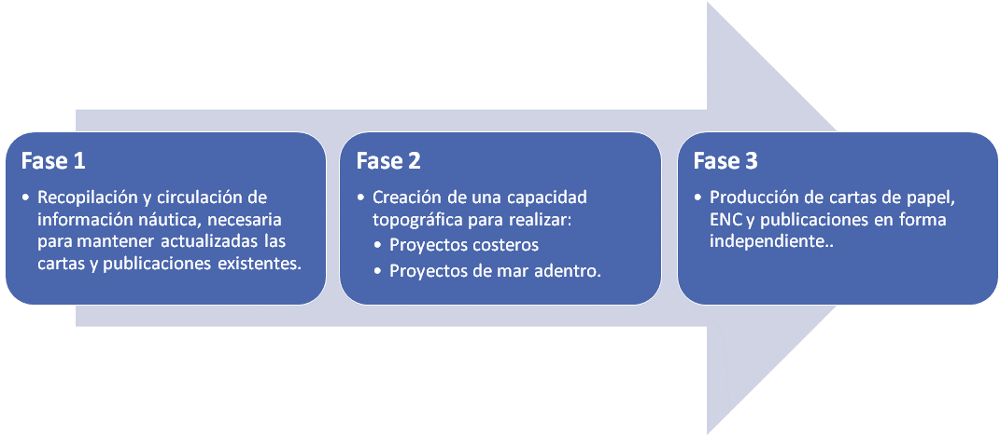 Fase 1
• Recopilación y circulación de
información náutica, necesaria
para mantener actualizadas las
cartas y publicaciones existentes.
Fase 2
• Creación de una capacidad
topográfica para realizar:
• Proyectos costeros
• Proyectos de mar adentro.
Fase 3
• Producción de cartas de papel,
ENC y publicaciones en forma
independiente..